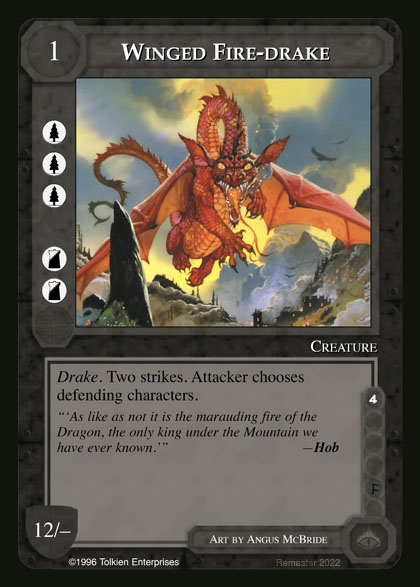 1
WINGED FIRE-DRAKE
CREATURE
Drake. Two strikes. Attacker chooses
defending characters.
“‘As like as not it is the marauding fire of the
Dragon, the only king under the Mountain we
have ever known.’” —Hob
4
12/–
ART BY ANGUS MCBRIDE
©1996 Tolkien Enterprises
Remaster 2022